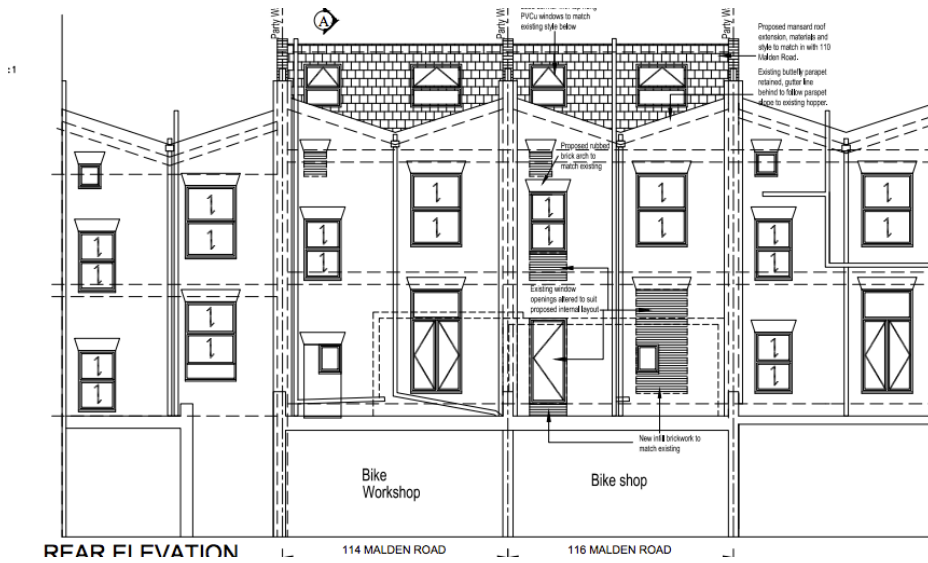 Party W
A
Party W
PVCu windows to match
existing style below
Proposed mansard roof
extension, materials and
style to match in with 110
Malden Road.
Existing butterfly parapet
retained, gutter line
behind to follow parapet
slope to existing hopper.
:1
Proposed rubbed
brick arch to
match existing
Existing window
openings altered to suit
proposed internal layout
New infill brickwork to
match existing
Bike
Workshop
Bike shop
REAR ELEVATION
114 MALDEN ROAD
116 MALDEN ROAD